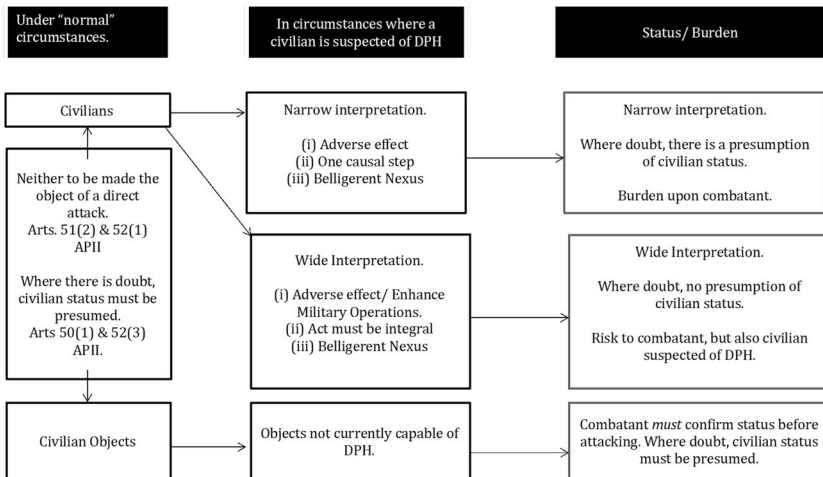 Under “normal”
circumstances.
In circumstances where a
civilian is suspected of DPH
Status/ Burden
Civilians
Narrow interpretation.
(i) Adverse effect
(ii) One causal step
(iii) Belligerent Nexus
Narrow interpretation.
Where doubt, there is a presumption
of civilian status.
Burden upon combatant.
Neither to be made the
object of a direct
attack.
Arts. 51(2) & 52(1)
APII
Where there is doubt,
civilian status must be
presumed.
Arts 50(1) & 52(3)
APII.
Wide Interpretation.
(i) Adverse effect/ Enhance
Military Operations.
(ii) Act must be integral
(iii) Belligerent Nexus
Wide Interpretation.
Where doubt, no presumption of
civilian status.
Risk to combatant, but also civilian
suspected of DPH.
Civilian Objects
Objects not currently capable of
DPH.
Combatant must confirm status before
attacking. Where doubt, civilian status
must be presumed.